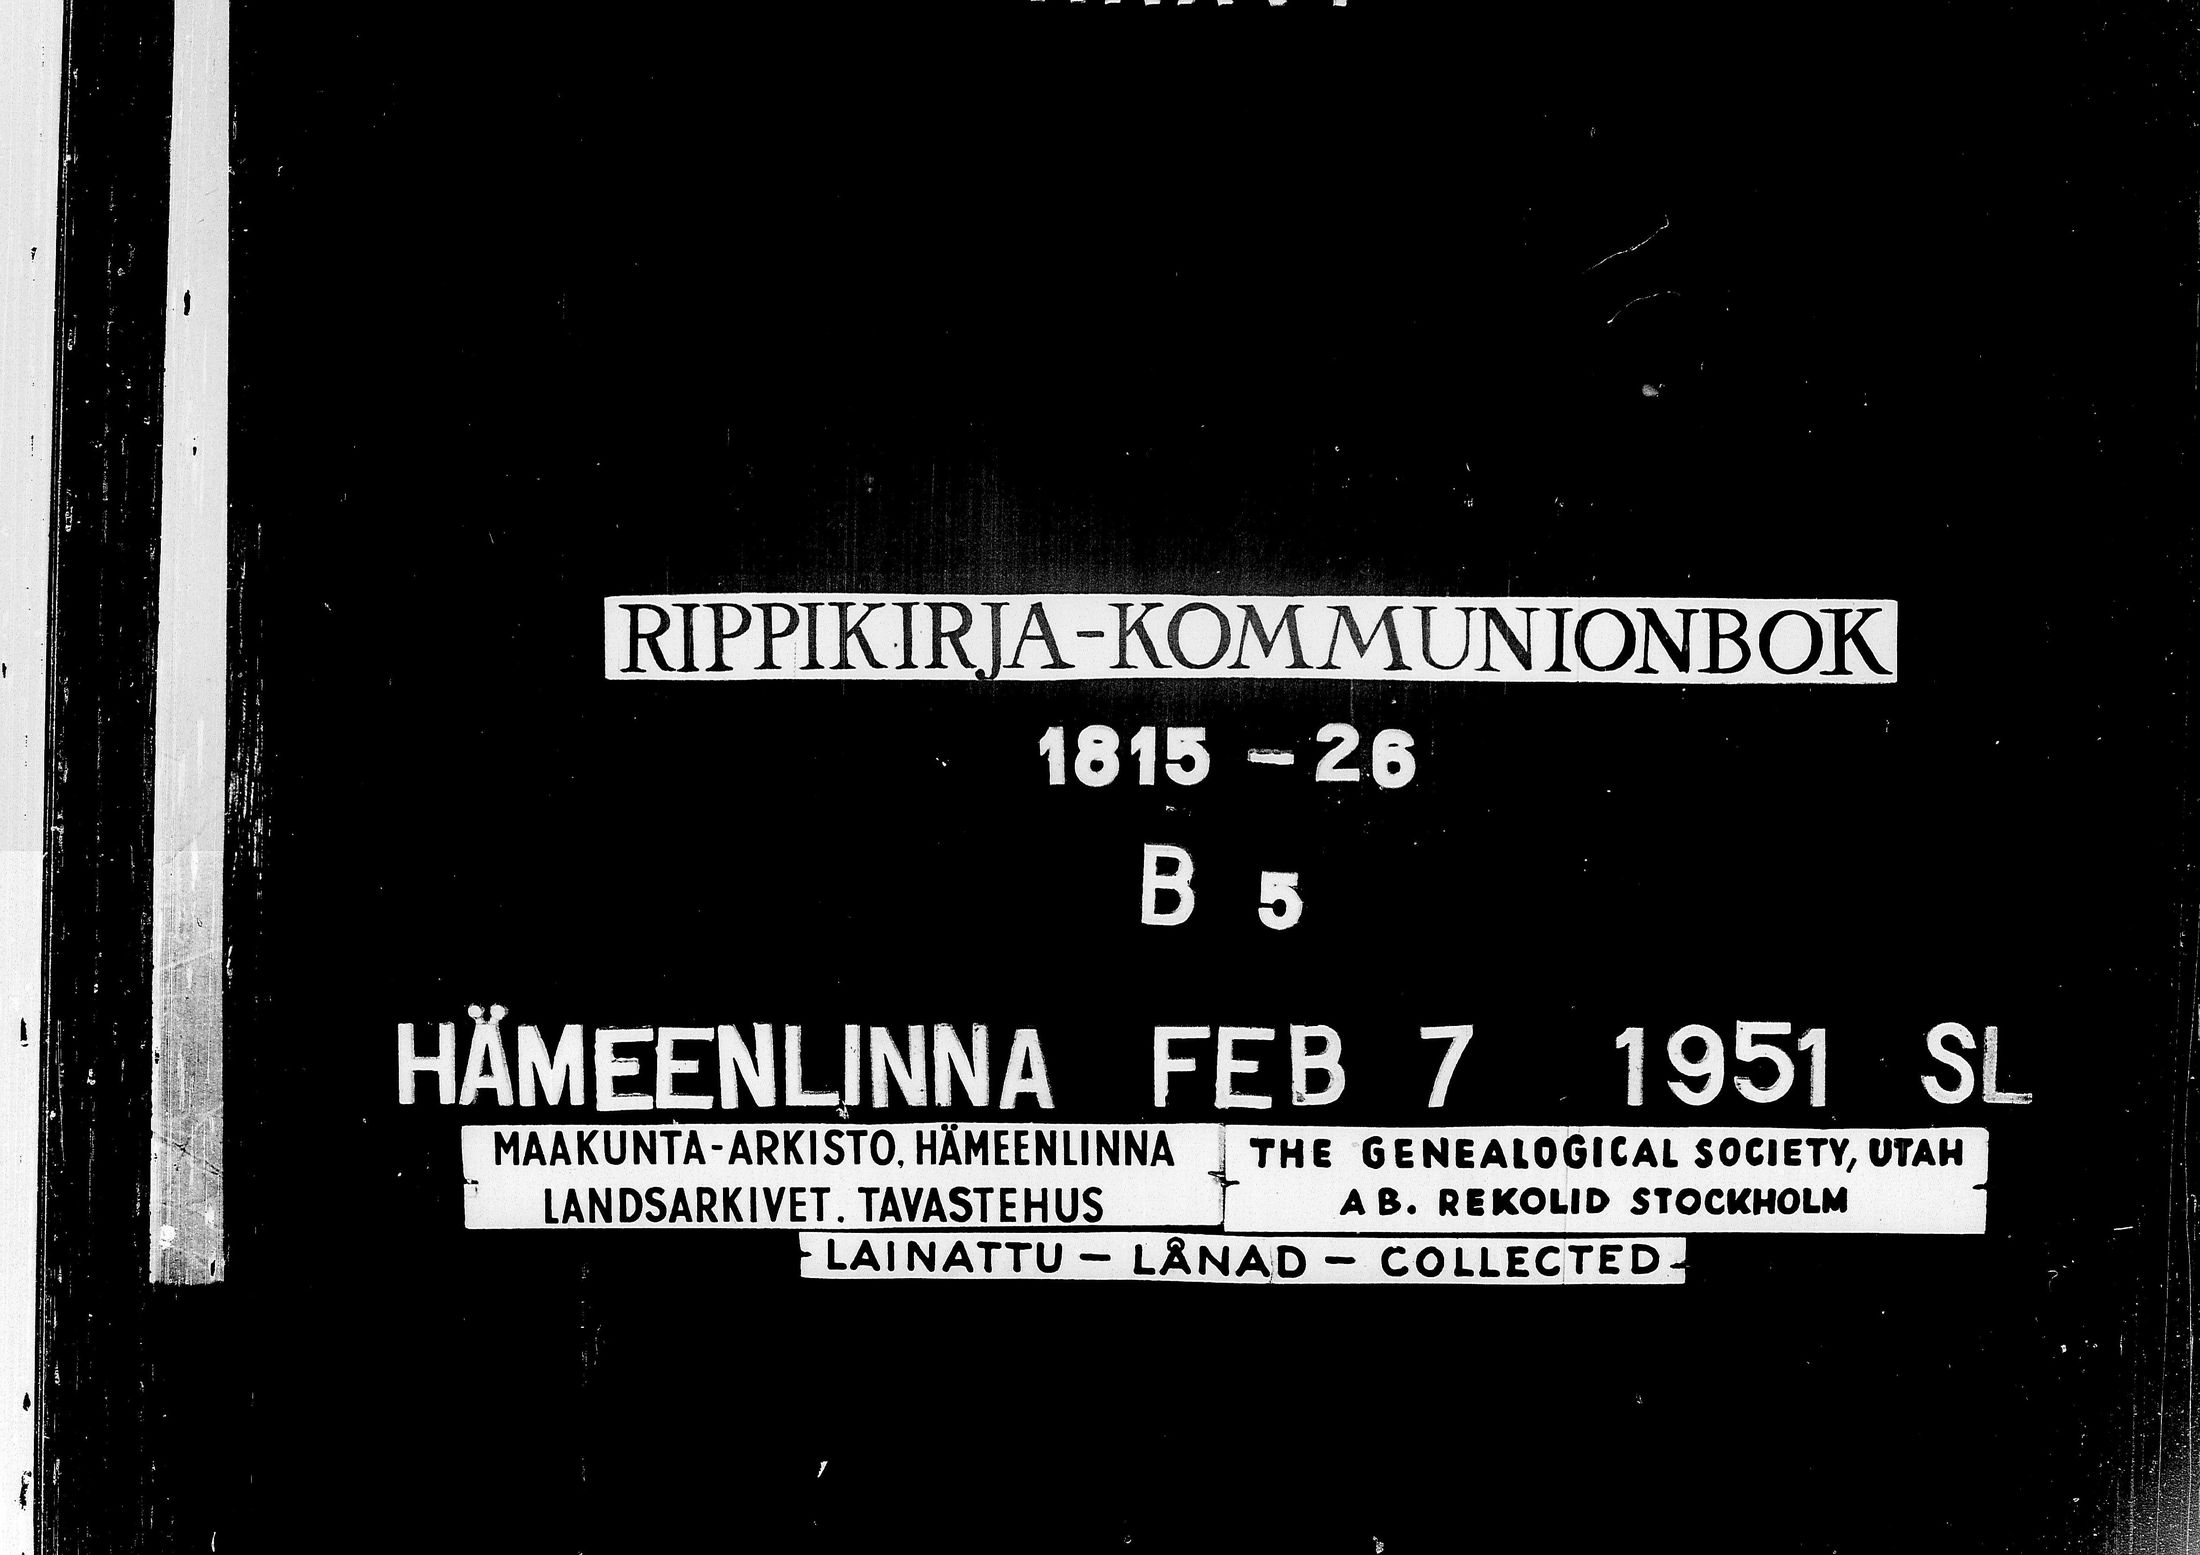 RIPPIKIRJA-KOMMUNIONBOK
1815 - 26
B 5
HÄMEENLINNA FEB 7 1951 SL
MAAKUNTA-ARKISTO, HÄMEENLINNA
LANDSARKIVET. TAVASTEHUS
THE GENEALOGICAL SOCIETY, UTAH
AB. REKOLID STOCKHOLM
LAINATTU - LÅNAD - COLLECTED